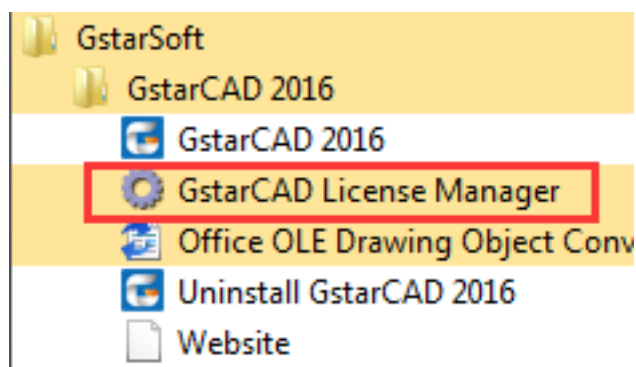 GstarSoft
GstarCAD 2016
GstarCAD 2016
GstarCAD License Manager
Office OLE Drawing Object Conv
Uninstall GstarCAD 2016
Website